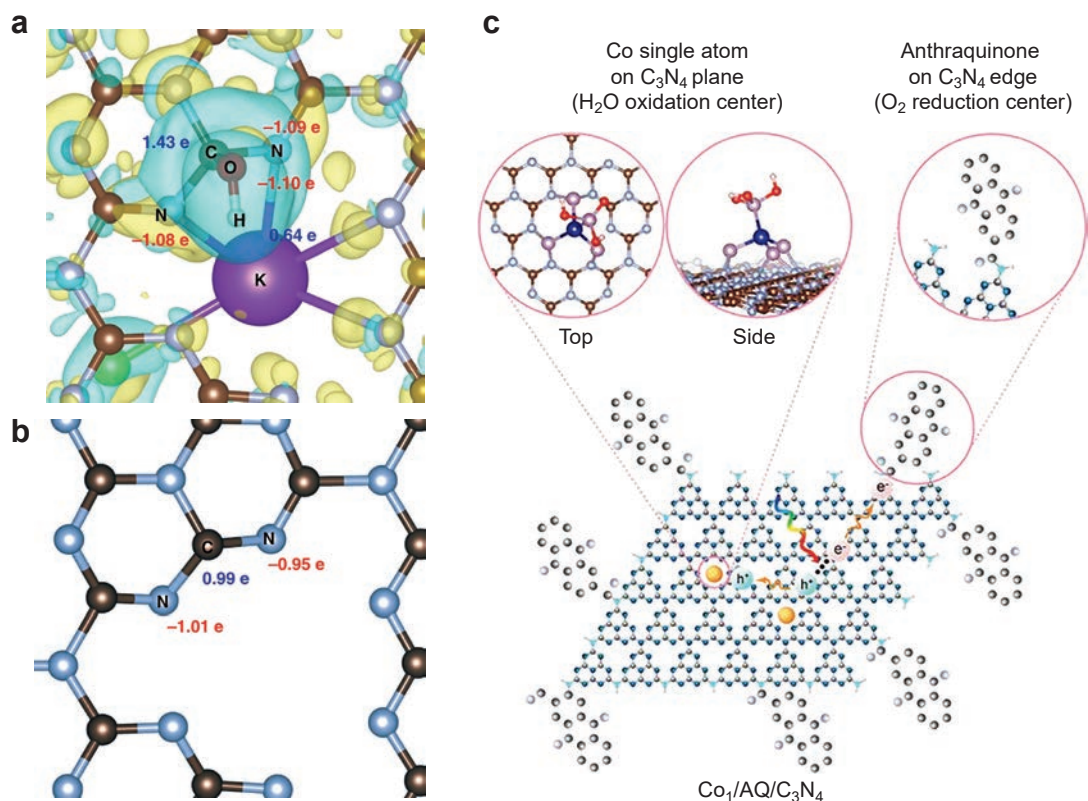 a
−1.09 e
1.43 e
C
N
O
−1.10 e
N
H
−1.08 e
0.64 e
K
b
C
N
0.99 e
−0.95 e
N
−1.01 e
c
Co single atom
on C₃N₄ plane
(H₂O oxidation center)
Anthraquinone
on C₃N₄ edge
(O₂ reduction center)
Top
Side
e⁻
e⁻
h⁺
h⁺
Co₁/AQ/C₃N₄